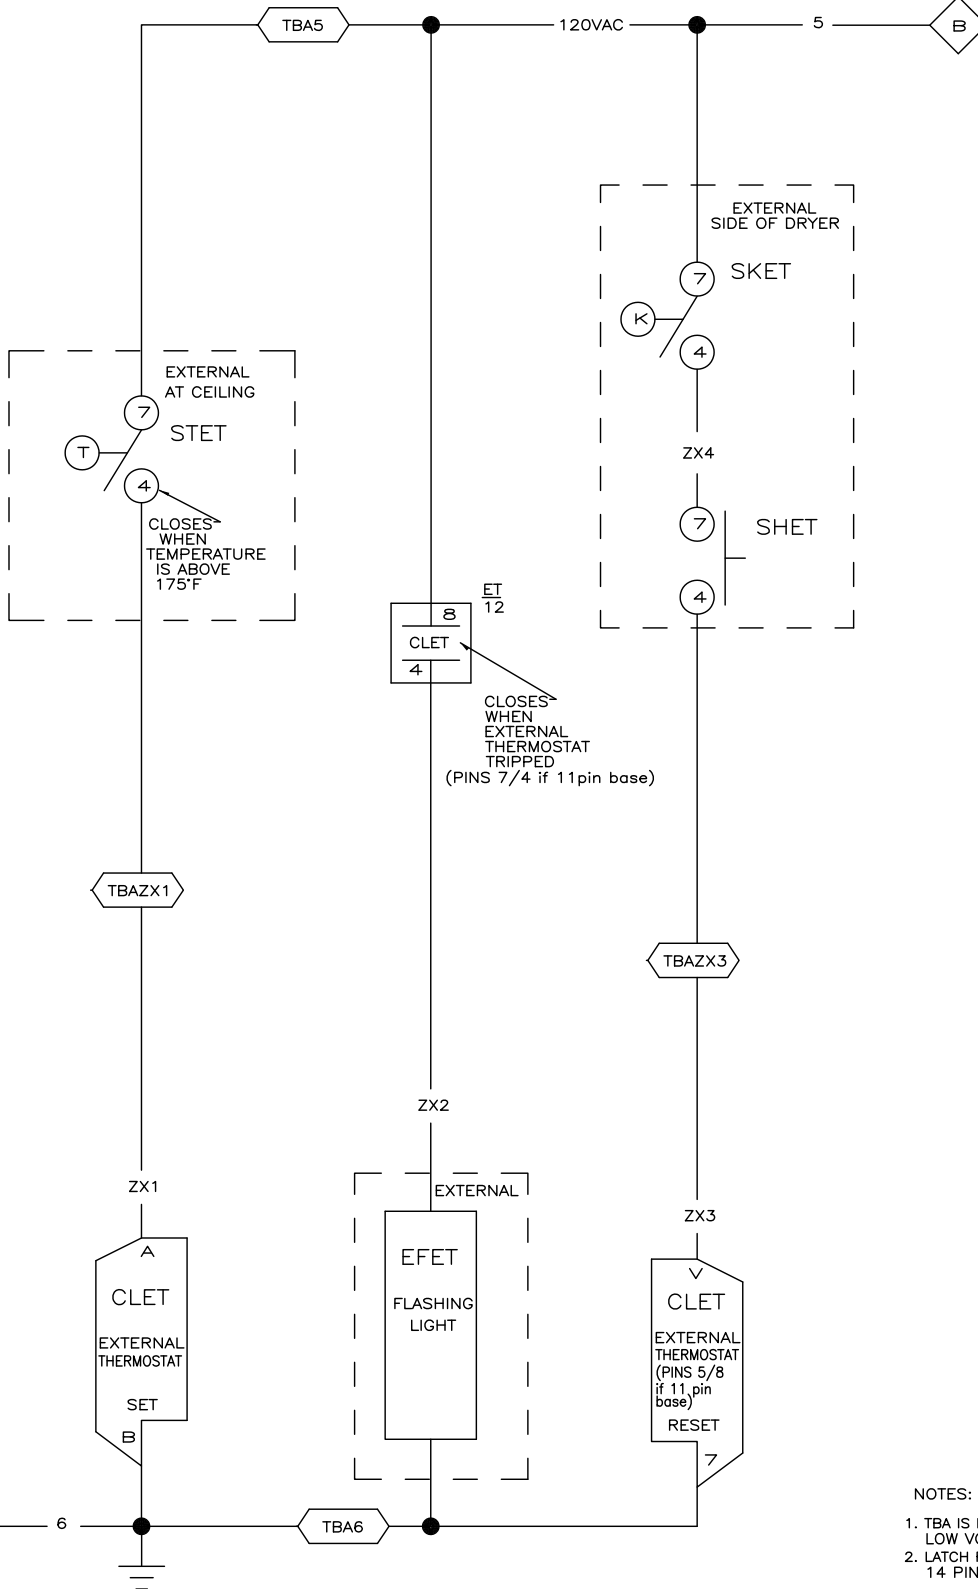 TBA5
120VAC
5
B
EXTERNAL
SIDE OF DRYER
7
SKET
K
4
EXTERNAL
AT CEILING
7
STET
T
4
CLOSES
WHEN
TEMPERATURE
IS ABOVE
175°F
ZX4
7
SHET
4
ET
12
8
CLET
4
CLOSES
WHEN
EXTERNAL
THERMOSTAT
TRIPPED
(PINS 7/4 if 11pin base)
TBAZX1
TBAZX3
ZX2
ZX1
EXTERNAL
ZX3
A
CLET
EXTERNAL
THERMOSTAT
SET
B
EFET
FLASHING
LIGHT
V
CLET
EXTERNAL
THERMOSTAT
(PINS 5/8
if 11 pin
base)
RESET
7
6
TBA6
NOTES:
1. TBA IS
LOW
2. LATCH
14 PIN